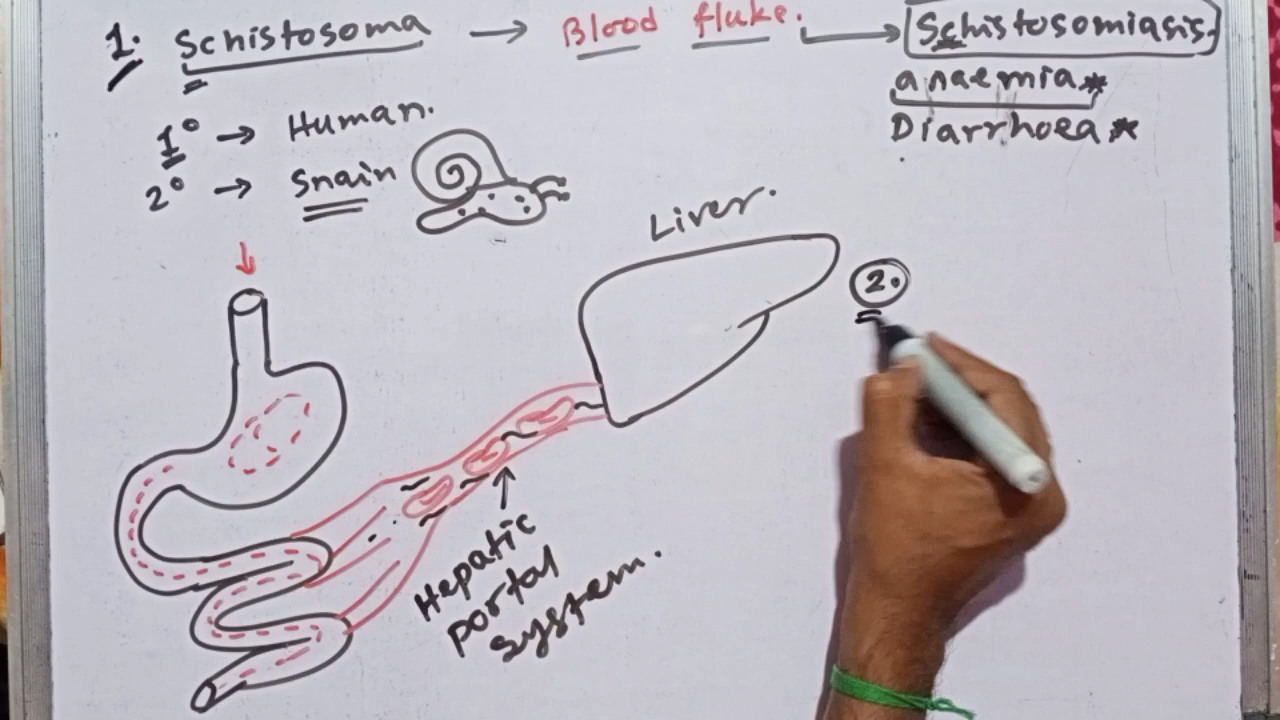 1. Schistosoma → Blood fluke. → Schistosomiasis.
anaemia*
Diarrhoea*
1° → Human.
2° → Snain
Liver.
2.
Hepatic
portal
system.